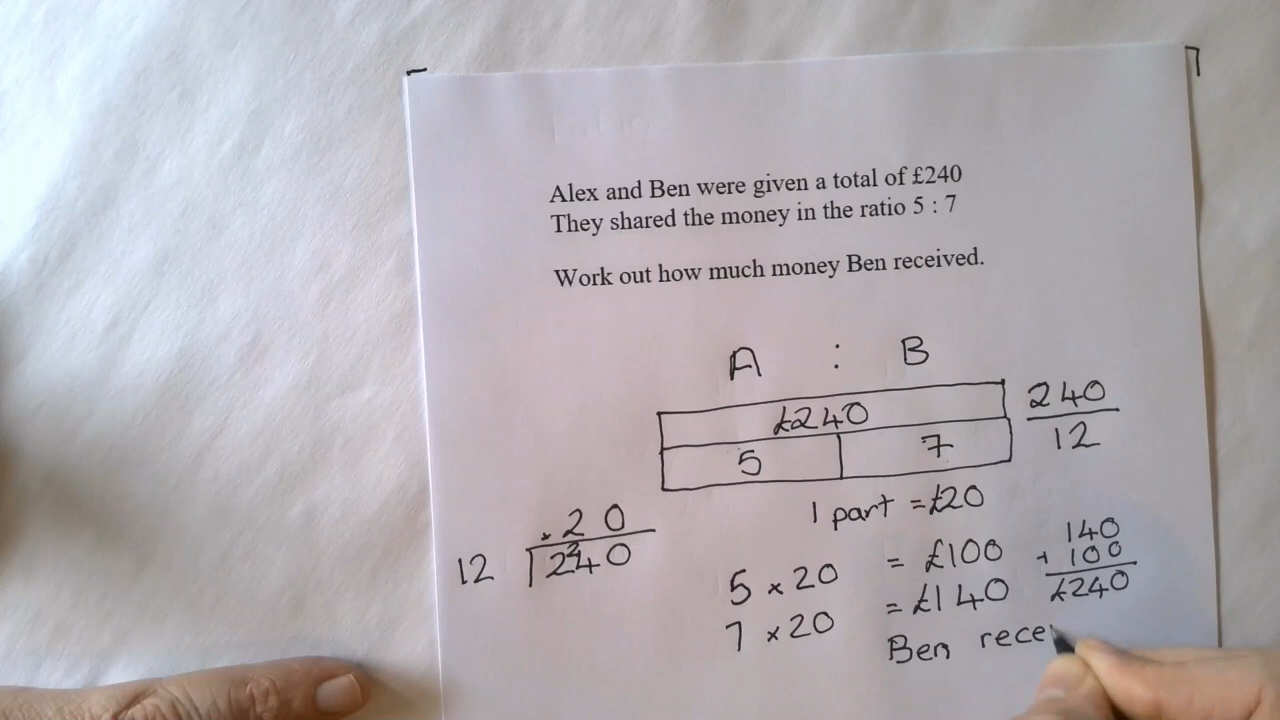 Alex and Ben were given a total of £240
They shared the money in the ratio 5 : 7
Work out how much money Ben received.
A : B
£240
5 7
240
12
1 part = £20
20
12 240
5 × 20 = £100
7 × 20 = £140
140
+ 100
£240
Ben rece